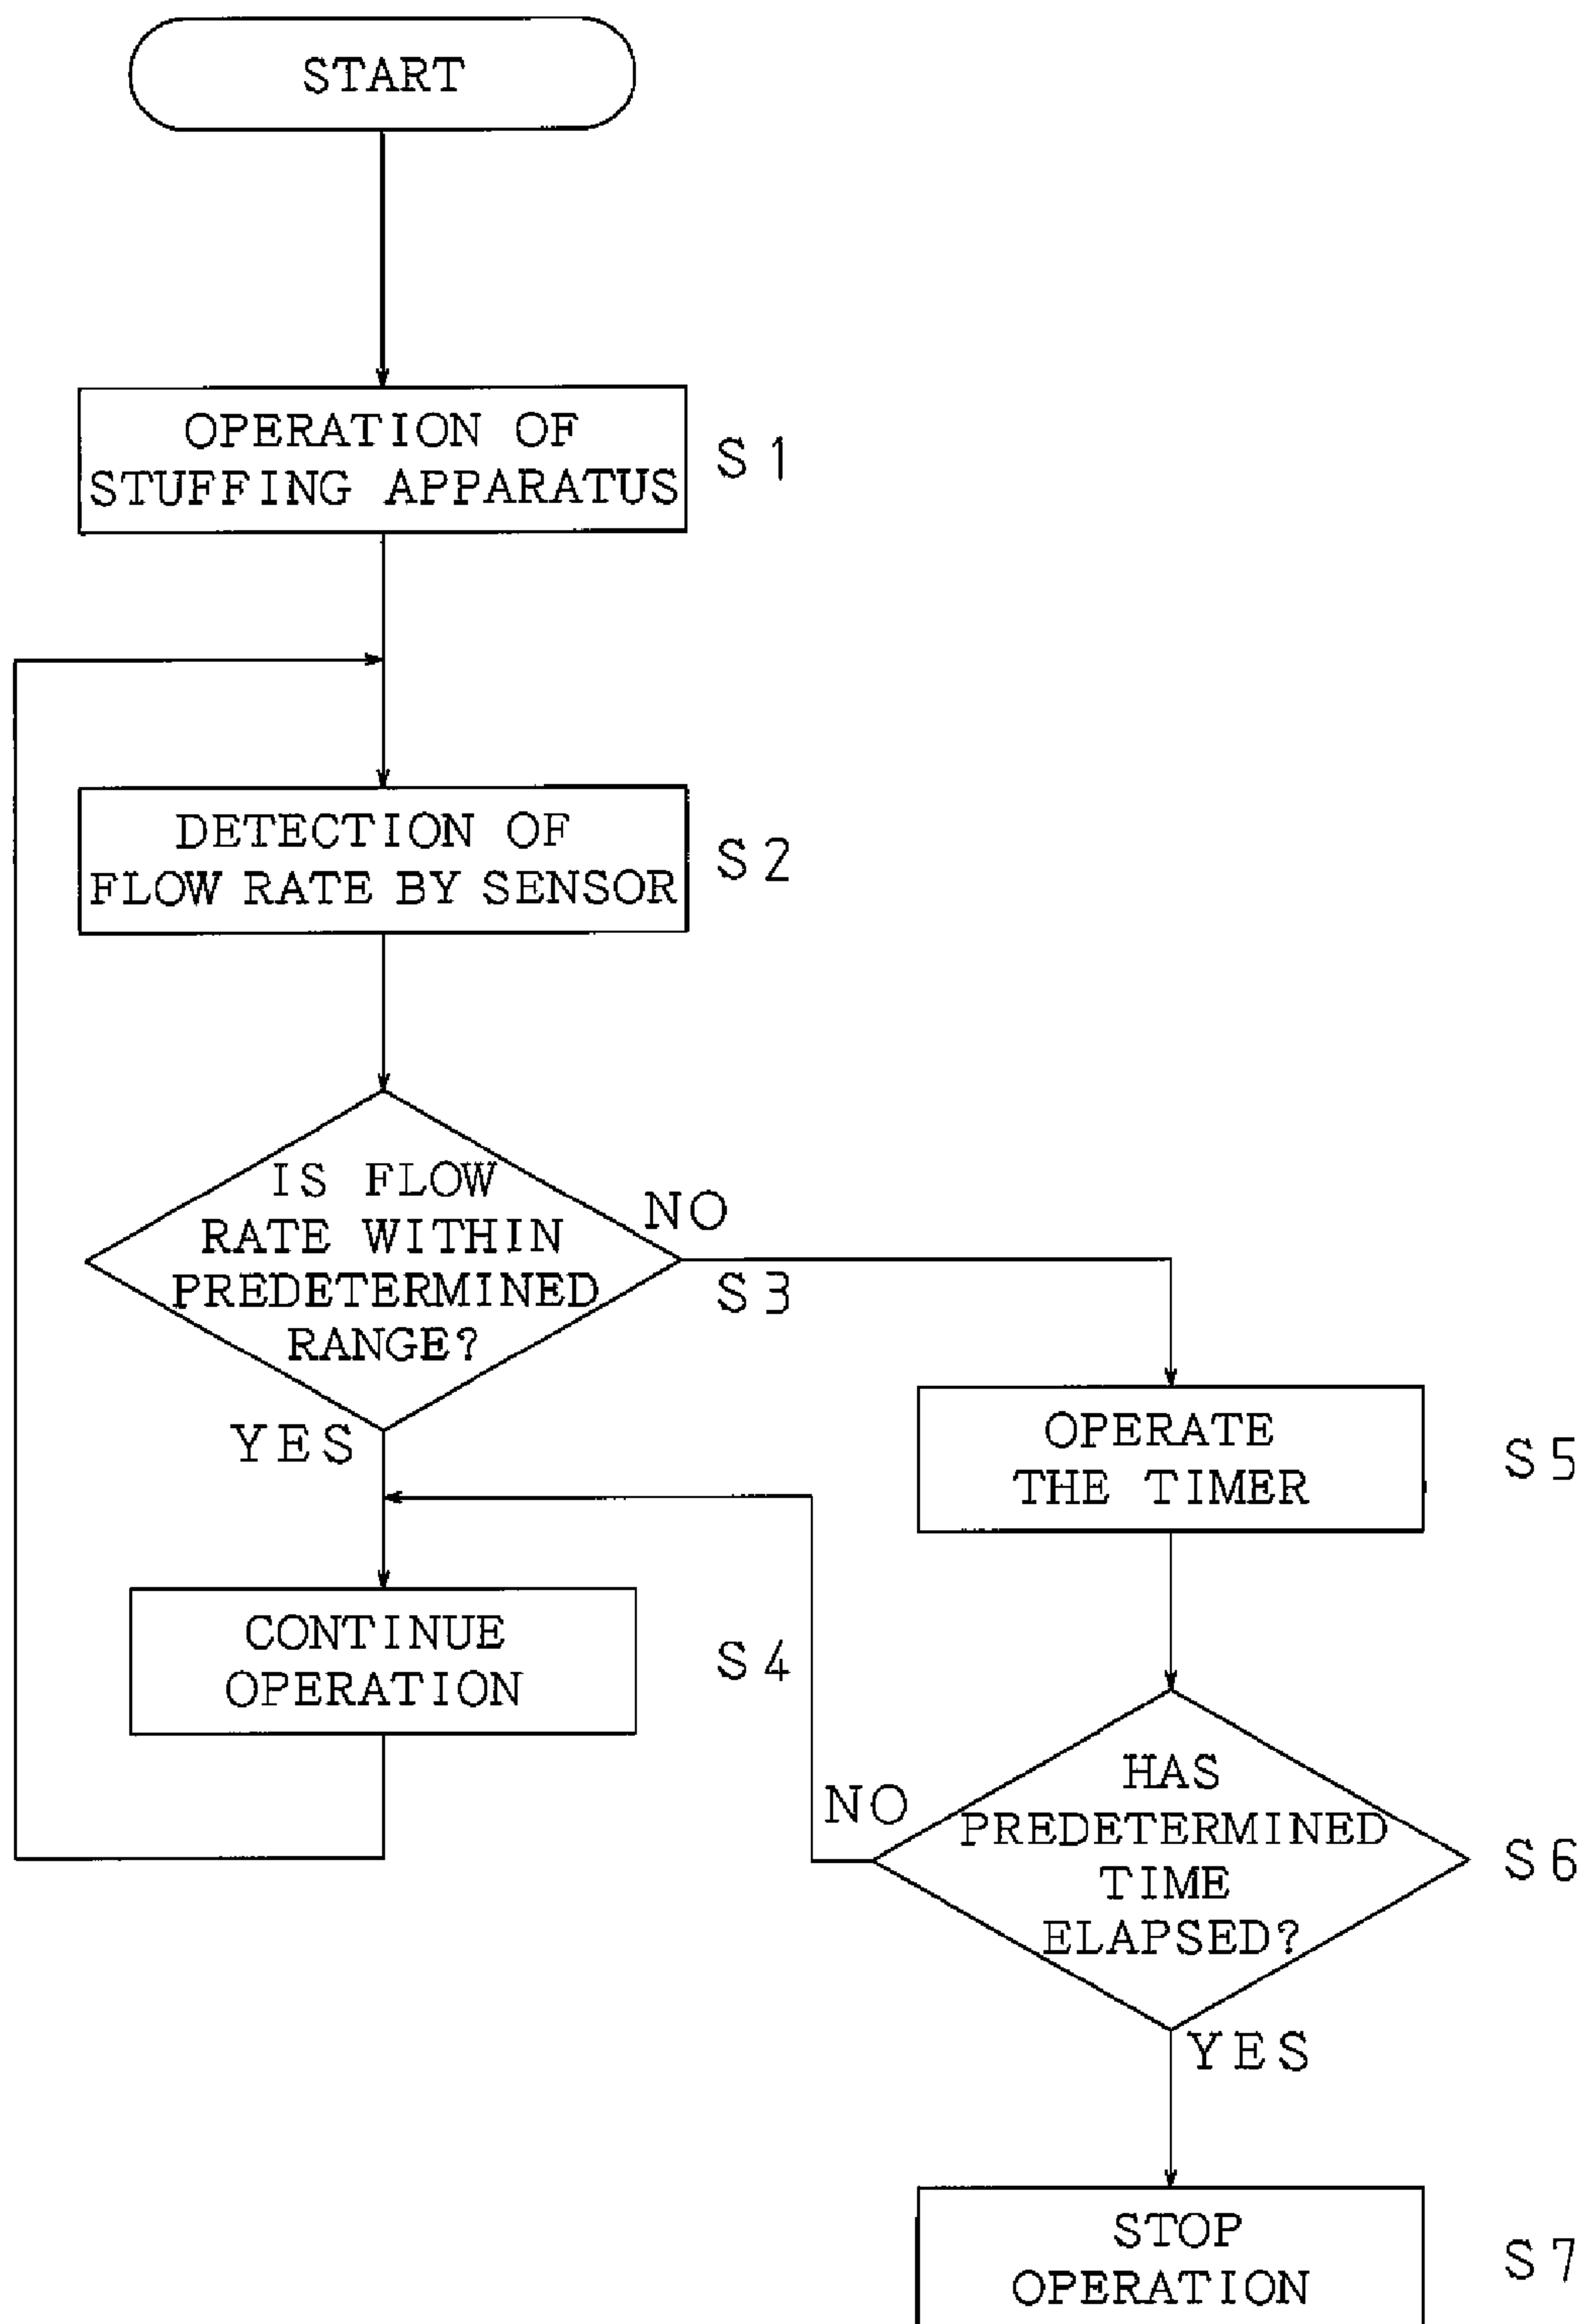 START
OPERATION OF
STUFFING APPARATUS
S1
DETECTION OF
FLOW RATE BY SENSOR
S2
IS FLOW
RATE WITHIN
PREDETERMINED
RANGE?
NO
S3
YES
CONTINUE
OPERATION
S4
OPERATE
THE TIMER
S5
HAS
PREDETERMINED
TIME
ELAPSED?
NO
S6
YES
STOP
OPERATION
S7